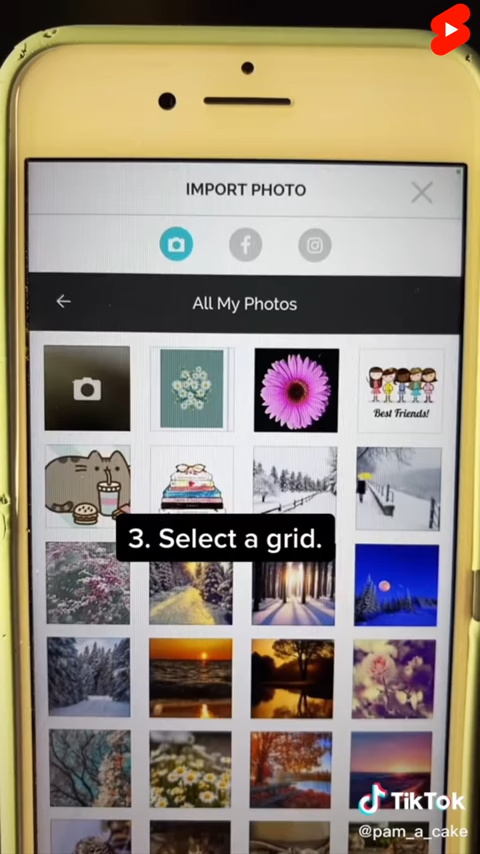 IMPORT PHOTO
All My Photos
Best Friends!
3. Select a grid.
TikTok
@pam_a_cake